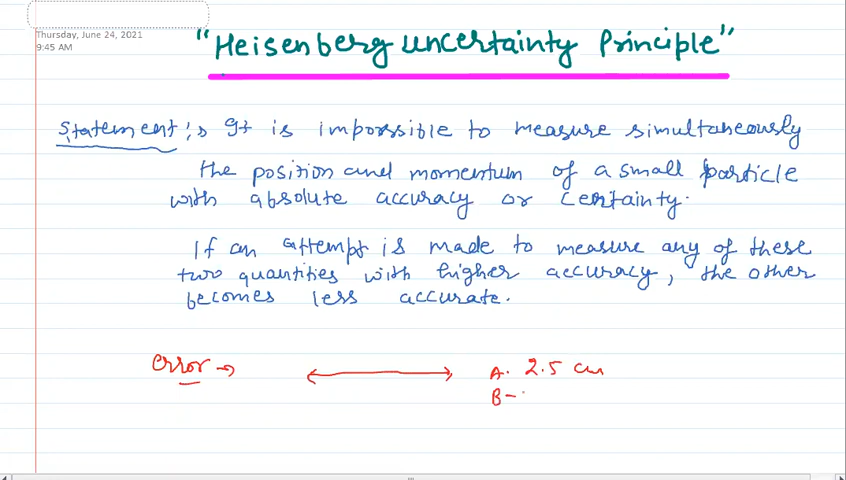 Thursday, June 24, 2021
9:45 AM
"Heisenberg uncertainty Principle"
Statement :→ It is impossible to measure simultaneously
the position and momentum of a small particle
with absolute accuracy or certainty.
If an attempt is made to measure any of these
two quantities with higher accuracy, the other
becomes less accurate.
Error → A. 2.5 cm
B-